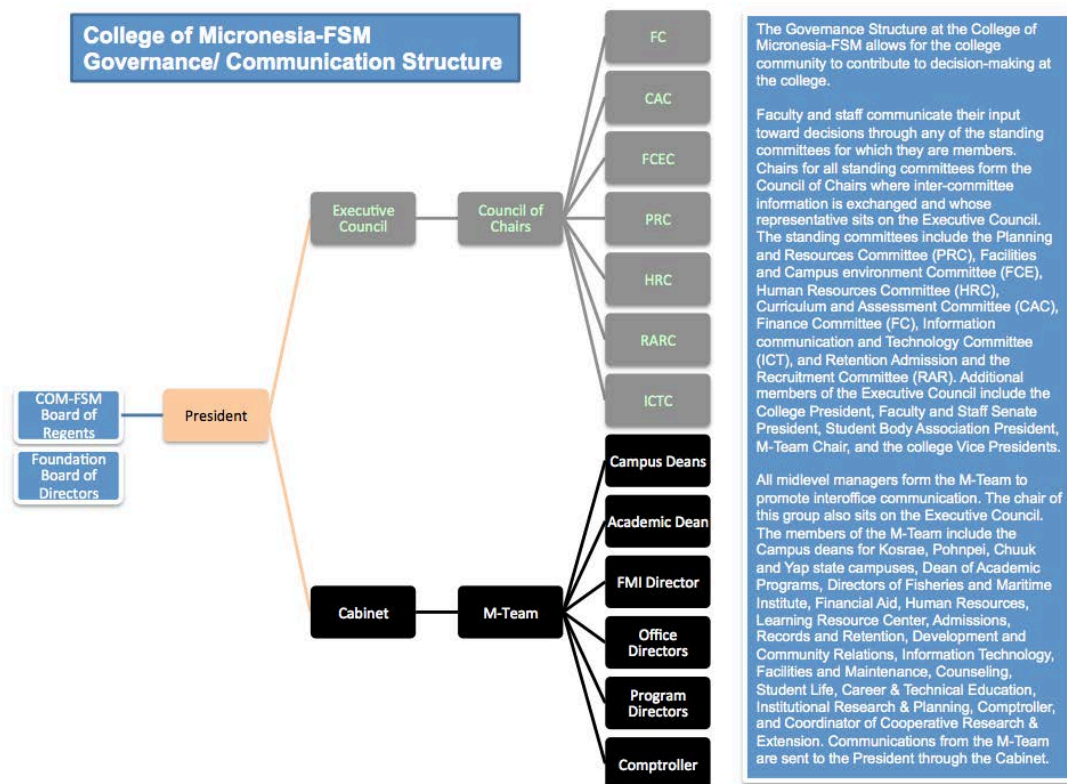 College of Micronesia-FSM
Governance/ Communication Structure
FC
CAC
FCEC
PRC
HRC
RARC
ICTC
Executive
Council
Council of
Chairs
COM-FSM
Board of
Regents
Foundation
Board of
Directors
President
Cabinet
M-Team
Campus Deans
Academic Dean
FMI Director
Office
Directors
Program
Directors
Comptroller
The Governance Structure at the College of
Micronesia-FSM allows for the college
community to contribute to decision-making at
the college.
Faculty and staff communicate their input
toward decisions through any of the standing
committees for which they are members.
Chairs for all standing committees form the
Council of Chairs where inter-committee
information is exchanged and whose
representative sits on the Executive Council.
The standing committees include the Planning
and Resources Committee (PRC), Facilities
and Campus environment Committee (FCE),
Human Resources Committee (HRC),
Curriculum and Assessment Committee (CAC),
Finance Committee (FC), Information
communication and Technology Committee
(ICT), and Retention Admission and the
Recruitment Committee (RAR). Additional
members of the Executive Council include the
College President, Faculty and Staff Senate
President, Student Body Association President,
M-Team Chair, and the college Vice Presidents.
All midlevel managers form the M-Team to
promote interoffice communication. The chair of
this group also sits on the Executive Council.
The members of the M-Team include the
Campus deans for Kosrae, Pohnpei, Chuuk
and Yap state campuses, Dean of Academic
Programs, Directors of Fisheries and Maritime
Institute, Financial Aid, Human Resources,
Learning Resource Center, Admissions,
Records and Retention, Development and
Community Relations, Information Technology,
Facilities and Maintenance, Counseling,
Student Life, Career & Technical Education,
Institutional Research & Planning, Comptroller,
and Coordinator of Cooperative Research &
Extension. Communications from the M-Team
are sent to the President through the Cabinet.